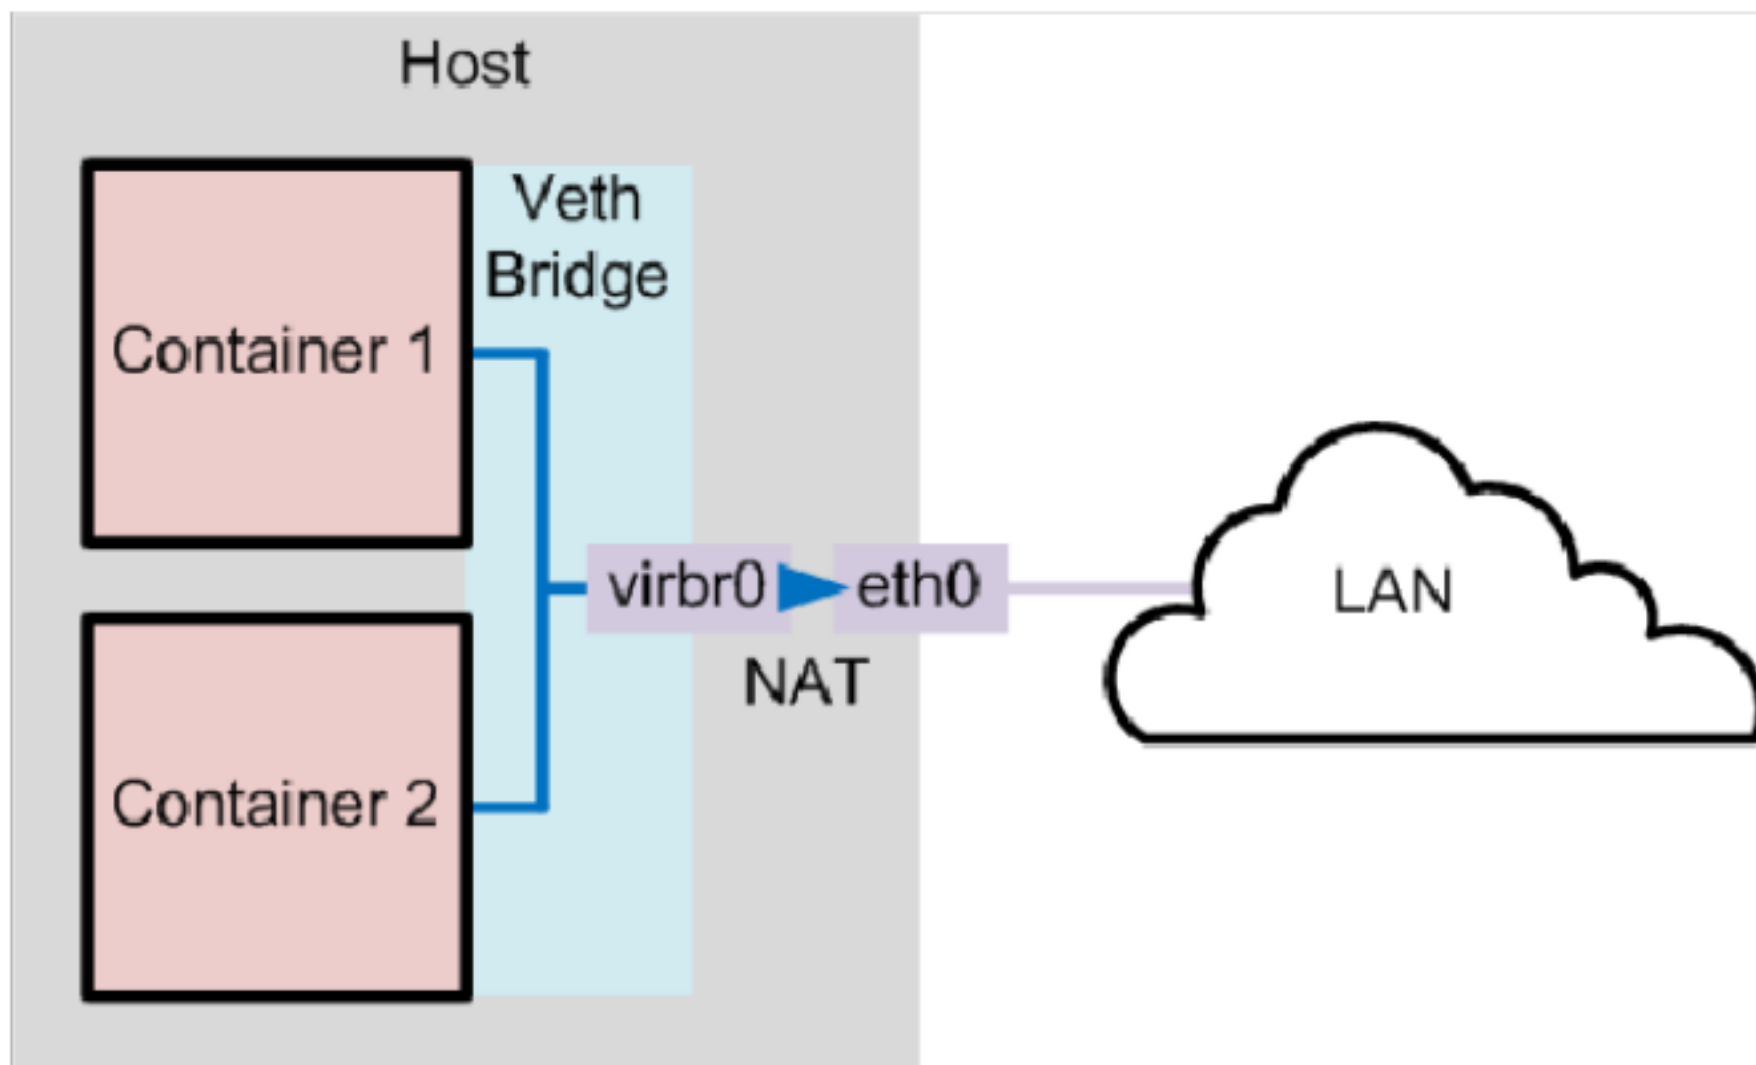 Host
Veth
Bridge
Container 1
virbr0
eth0
LAN
NAT
Container 2